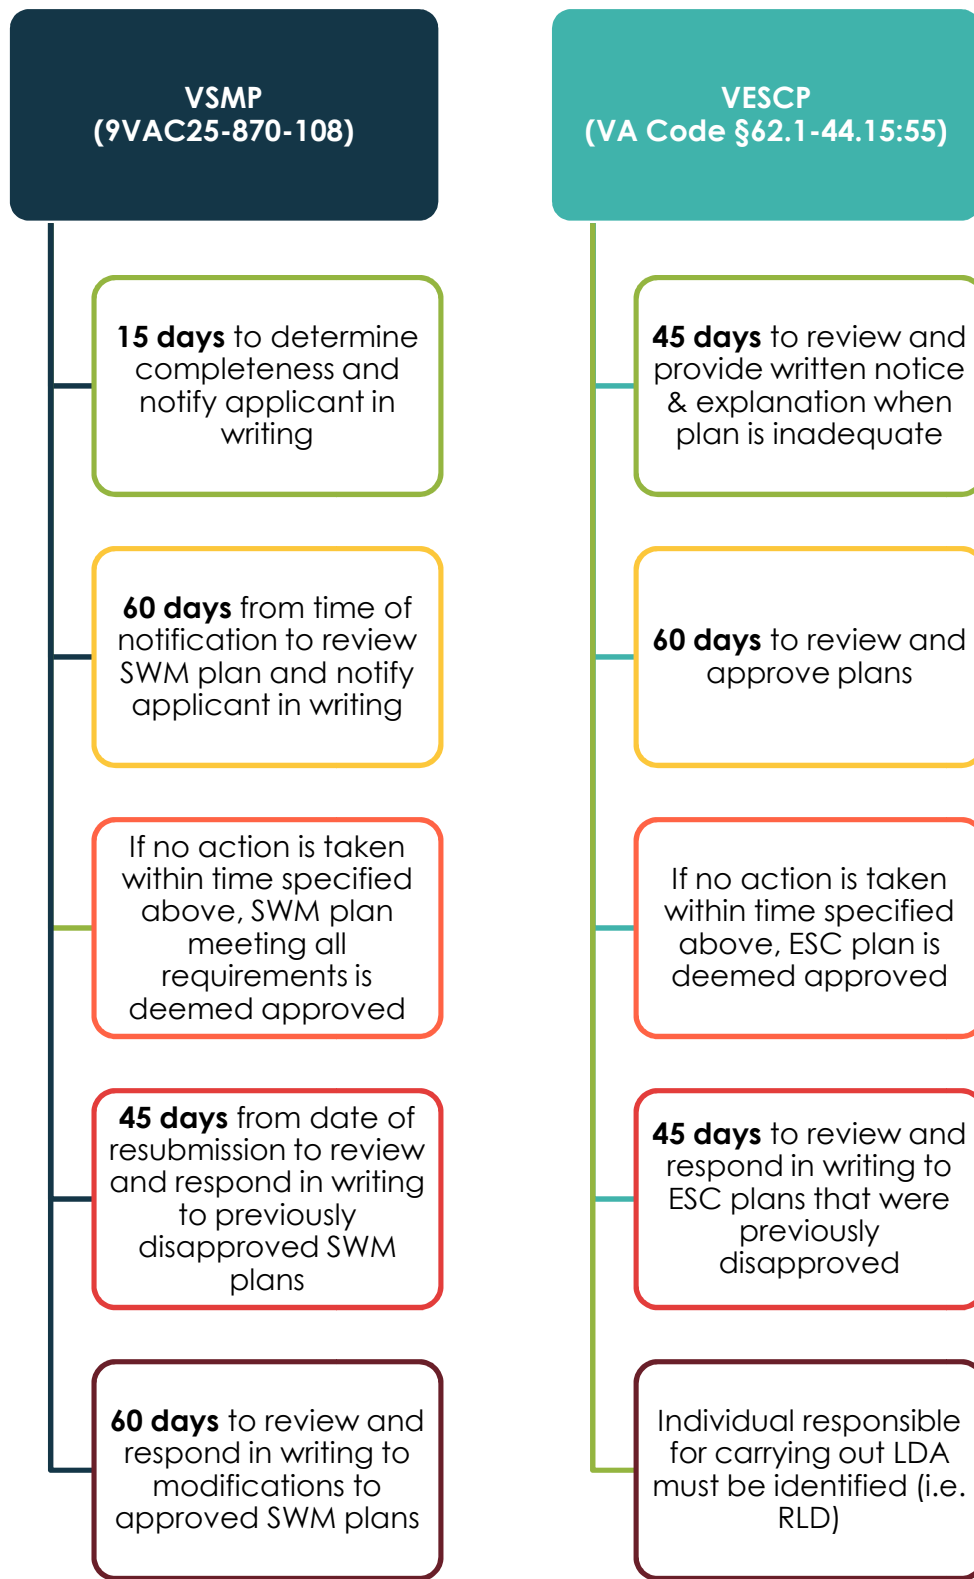 VSMP
(9VAC25-870-108)
15 days to determine
completeness and
notify applicant in
writing
60 days from time of
notification to review
SWM plan and notify
applicant in writing
If no action is taken
within time specified
above, SWM plan
meeting all
requirements is
deemed approved
45 days from date of
resubmission to review
and respond in writing
to previously
disapproved SWM
plans
60 days to review and
respond in writing to
modifications to
approved SWM plans
VESCP
(VA Code §62.1-44.15:55)
45 days to review and
provide written notice
& explanation when
plan is inadequate
60 days to review and
approve plans
If no action is taken
within time specified
above, ESC plan is
deemed approved
45 days to review and
respond in writing to
ESC plans that were
previously
disapproved
Individual responsible
for carrying out LDA
must be identified (i.e.
RLD)